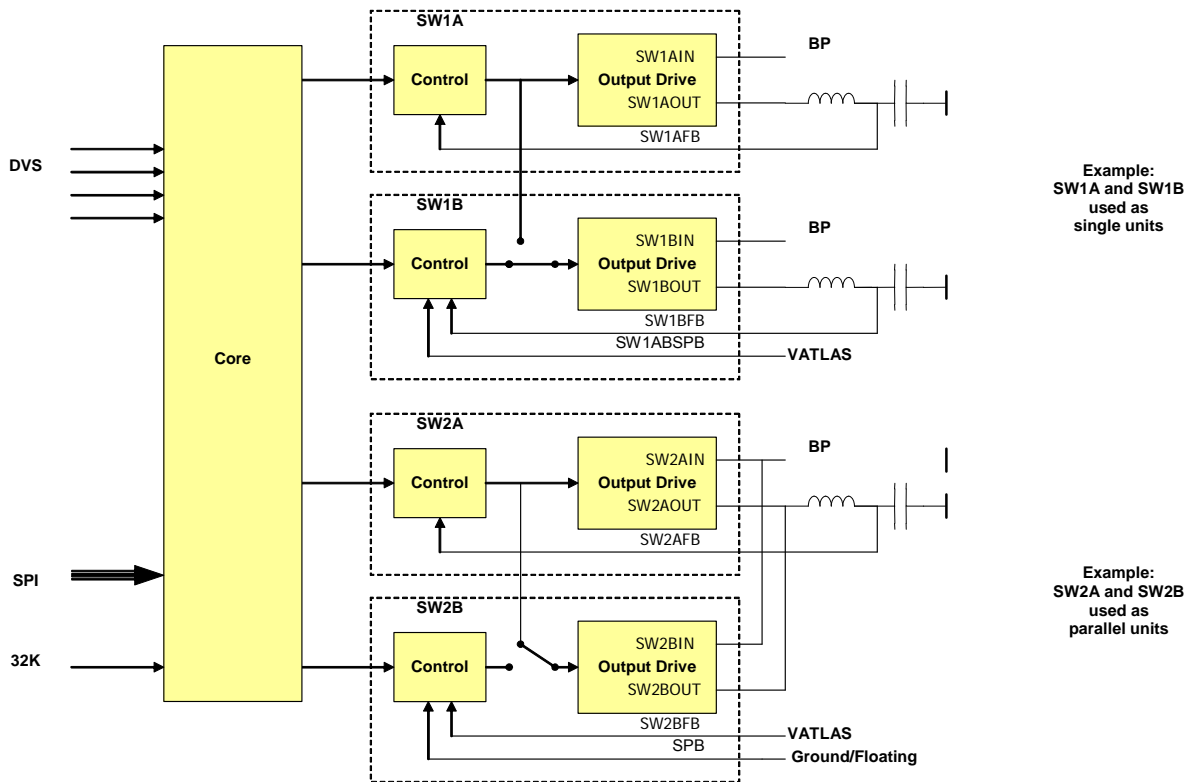 SW1A
Control
SW1AIN
Output Drive
SW1AOUT
SW1AFB
BP
DVS
Example:
SW1A and SW1B
used as
single units
SW1B
Control
SW1BIN
Output Drive
SW1BOUT
SW1BFB
SW1ABSPB
BP
VATLAS
Core
SW2A
Control
SW2AIN
Output Drive
SW2AOUT
SW2AFB
BP
SPI
Example:
SW2A and SW2B
used as
parallel units
SW2B
32K
Control
SW2BIN
Output Drive
SW2BOUT
SW2BFB
SPB
VATLAS
Ground/Floating